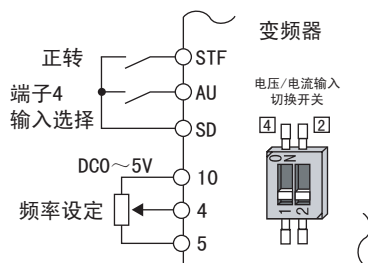 变频器
正转
STF
端子4
输入选择
AU
SD
电压/电流输入
切换开关
4
2
ON
1 2
DC0～5V
10
频率设定
4
5